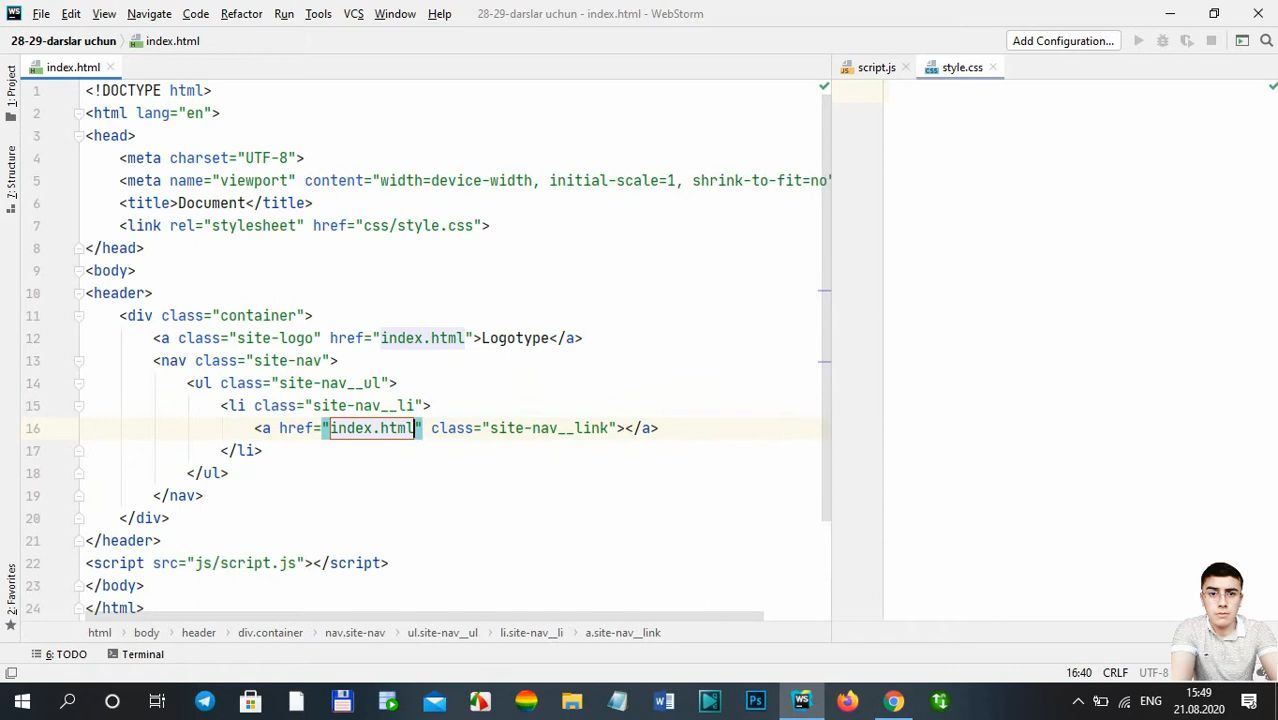 WS File Edit View Navigate Code Refactor Run Tools VCS Window Help 28-29-darslar uchun - index.html - WebStorm
28-29-darslar uchun index.html Add Configuration...
index.html script.js style.css
1: Project
7: Structure
2: Favorites
1 <!DOCTYPE html>
2 <html lang="en">
3 <head>
4 <meta charset="UTF-8">
5 <meta name="viewport" content="width=device-width, initial-scale=1, shrink-to-fit=no"
6 <title>Document</title>
7 <link rel="stylesheet" href="css/style.css">
8 </head>
9 <body>
10 <header>
11 <div class="container">
12 <a class="site-logo" href="index.html">Logotype</a>
13 <nav class="site-nav">
14 <ul class="site-nav__ul">
15 <li class="site-nav__li">
16 <a href="index.html" class="site-nav__link"></a>
17 </li>
18 </ul>
19 </nav>
20 </div>
21 </header>
22 <script src="js/script.js"></script>
23 </body>
24 </html>
html body header div.container nav.site-nav ul.site-nav__ul li.site-nav__li a.site-nav__link
6: TODO Terminal
16:40 CRLF UTF-8
W Ps WS ENG 15:49
21.08.2020